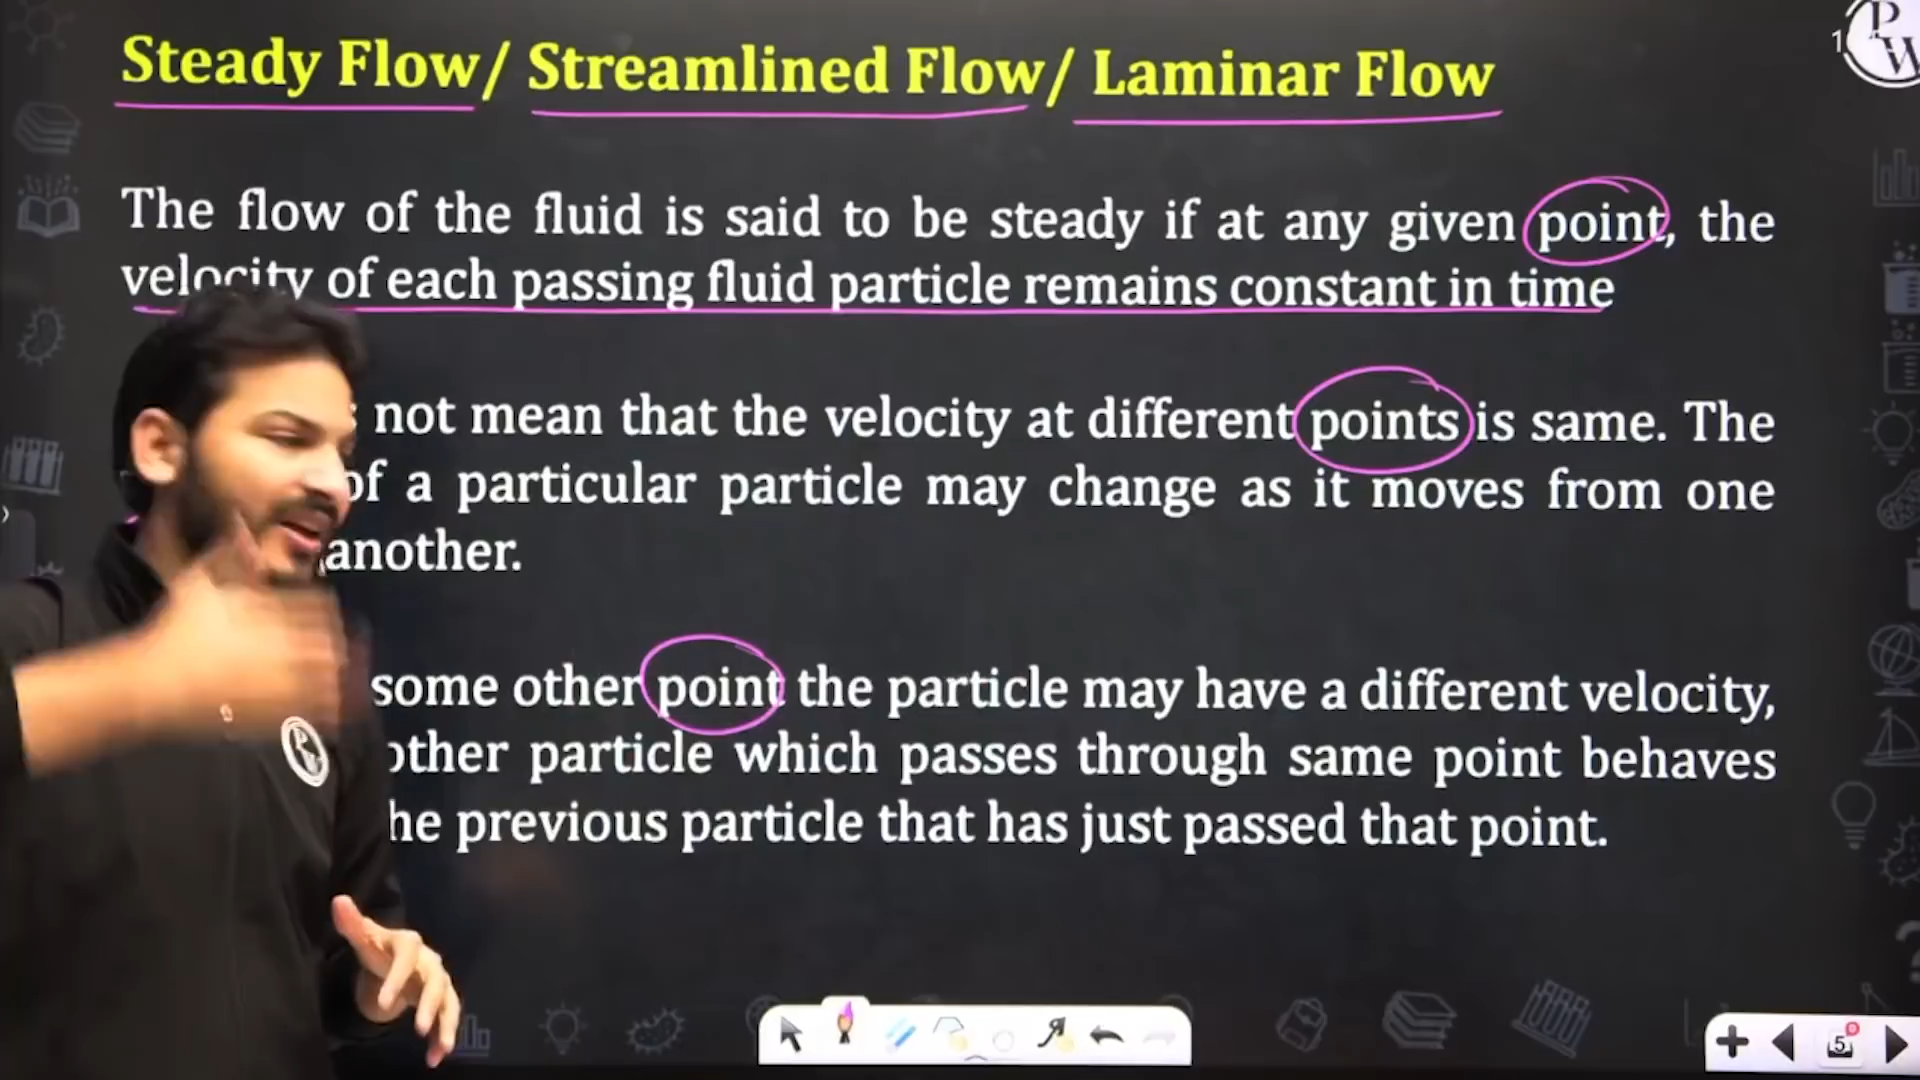 Steady Flow/ Streamlined Flow/ Laminar Flow
The flow of the fluid is said to be steady if at any given point, the
velocity of each passing fluid particle remains constant in time
not mean that the velocity at different points is same. The
of a particular particle may change as it moves from one
another.
some other point the particle may have a different velocity,
other particle which passes through same point behaves
he previous particle that has just passed that point.
PW
PW
5